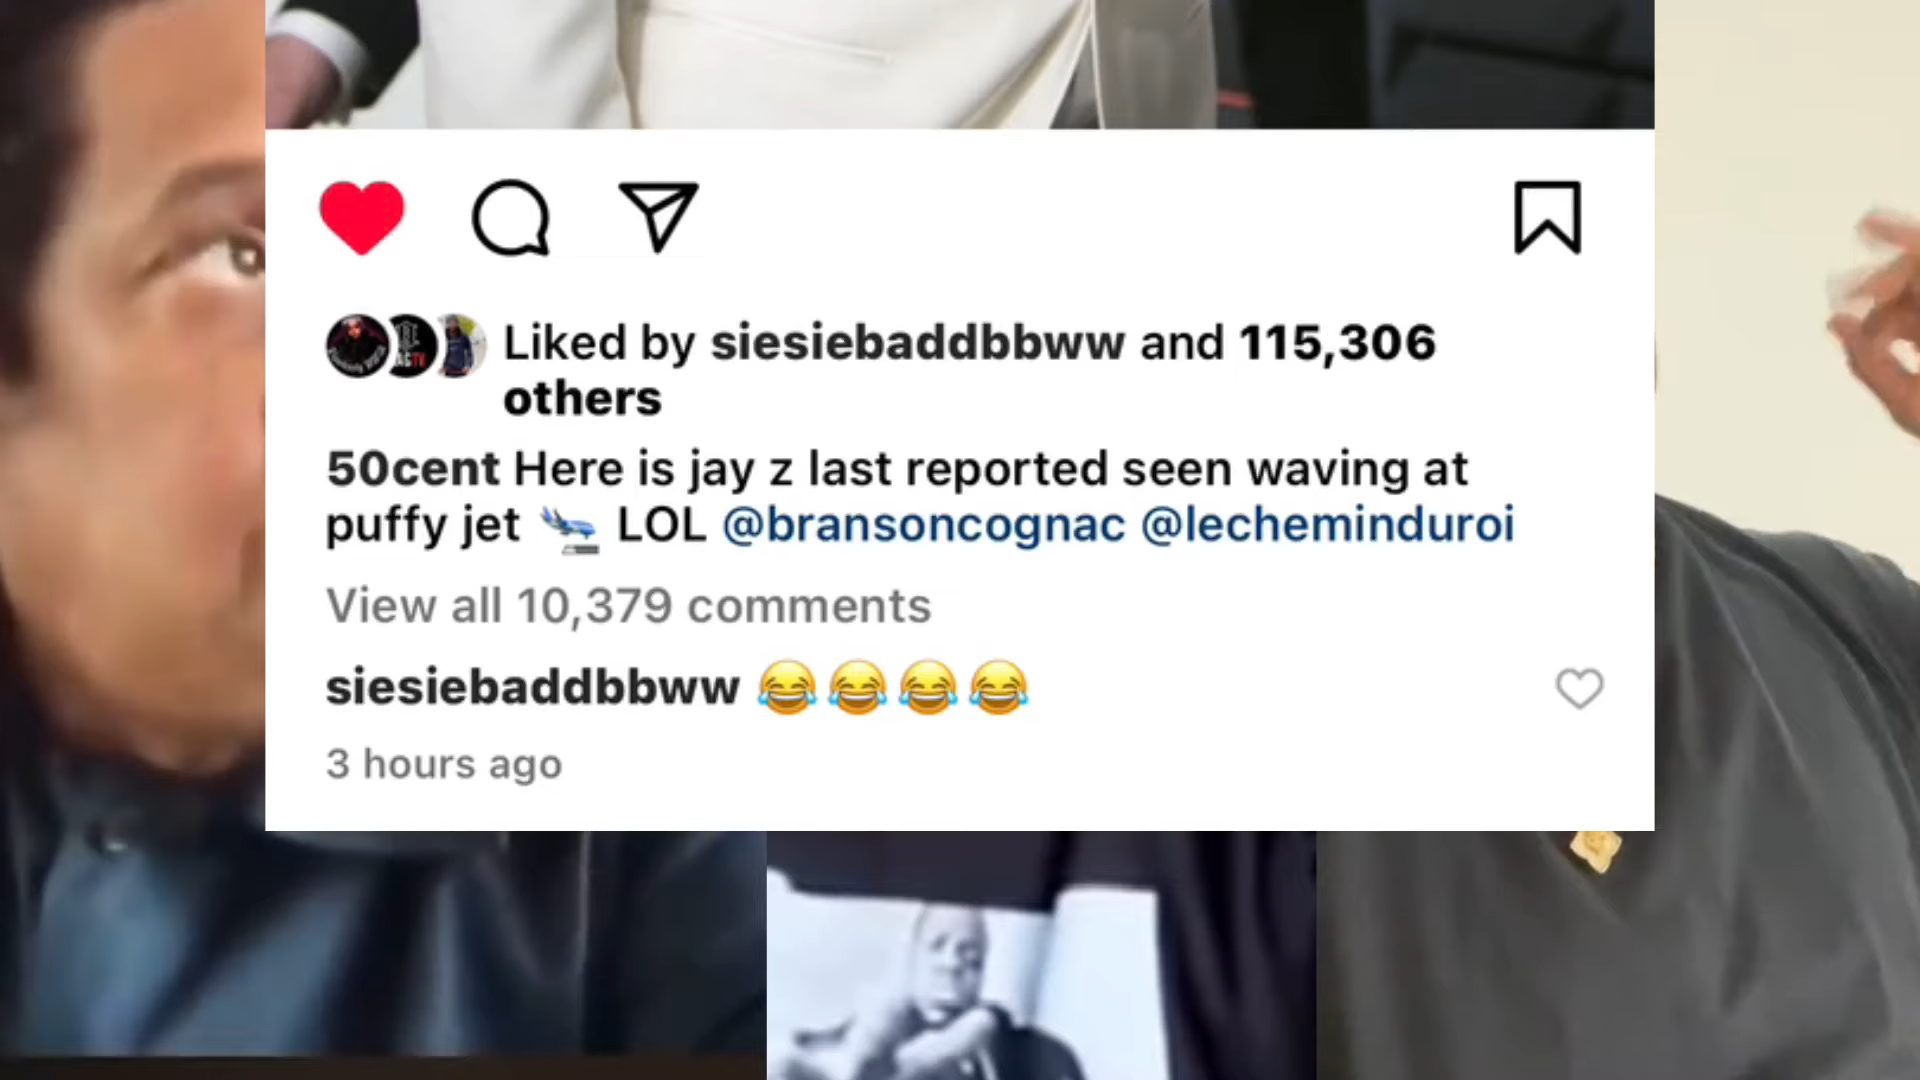 Liked by siesiebaddbbww and 115,306
others
50cent Here is jay z last reported seen waving at
puffy jet 🛬 LOL @bransoncognac @lecheminduroi
View all 10,379 comments
siesiebaddbbww 😂😂😂😂
3 hours ago